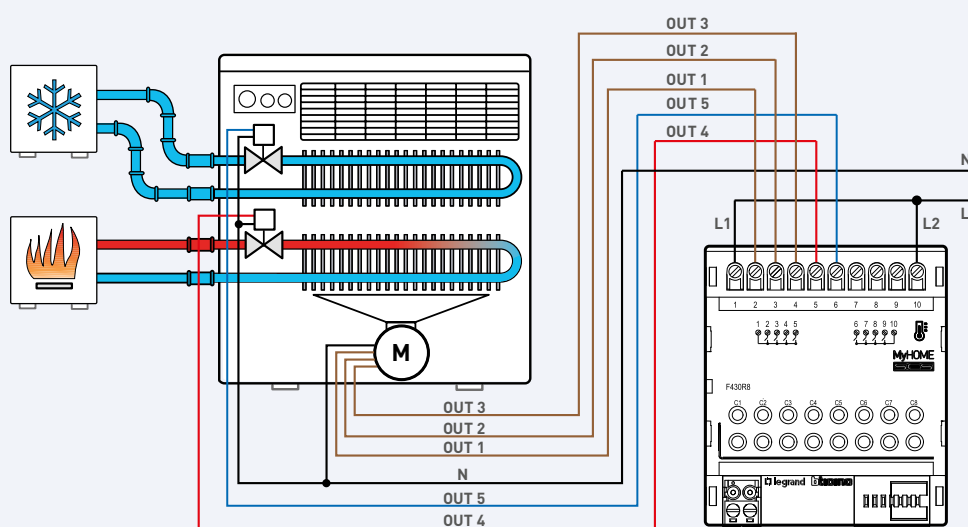 OUT 3
OUT 2
OUT 1
OUT 5
OUT 4
N
L
L1
L2
1 2 3 4 5 6 7 8 9 10
1 2 3 4 5
6 7 8 9 10
MyHOME
F430R8
C1 C2 C3 C4 C5 C6 C7 C8
legrand bticino
M
OUT 3
OUT 2
OUT 1
N
OUT 5
OUT 4